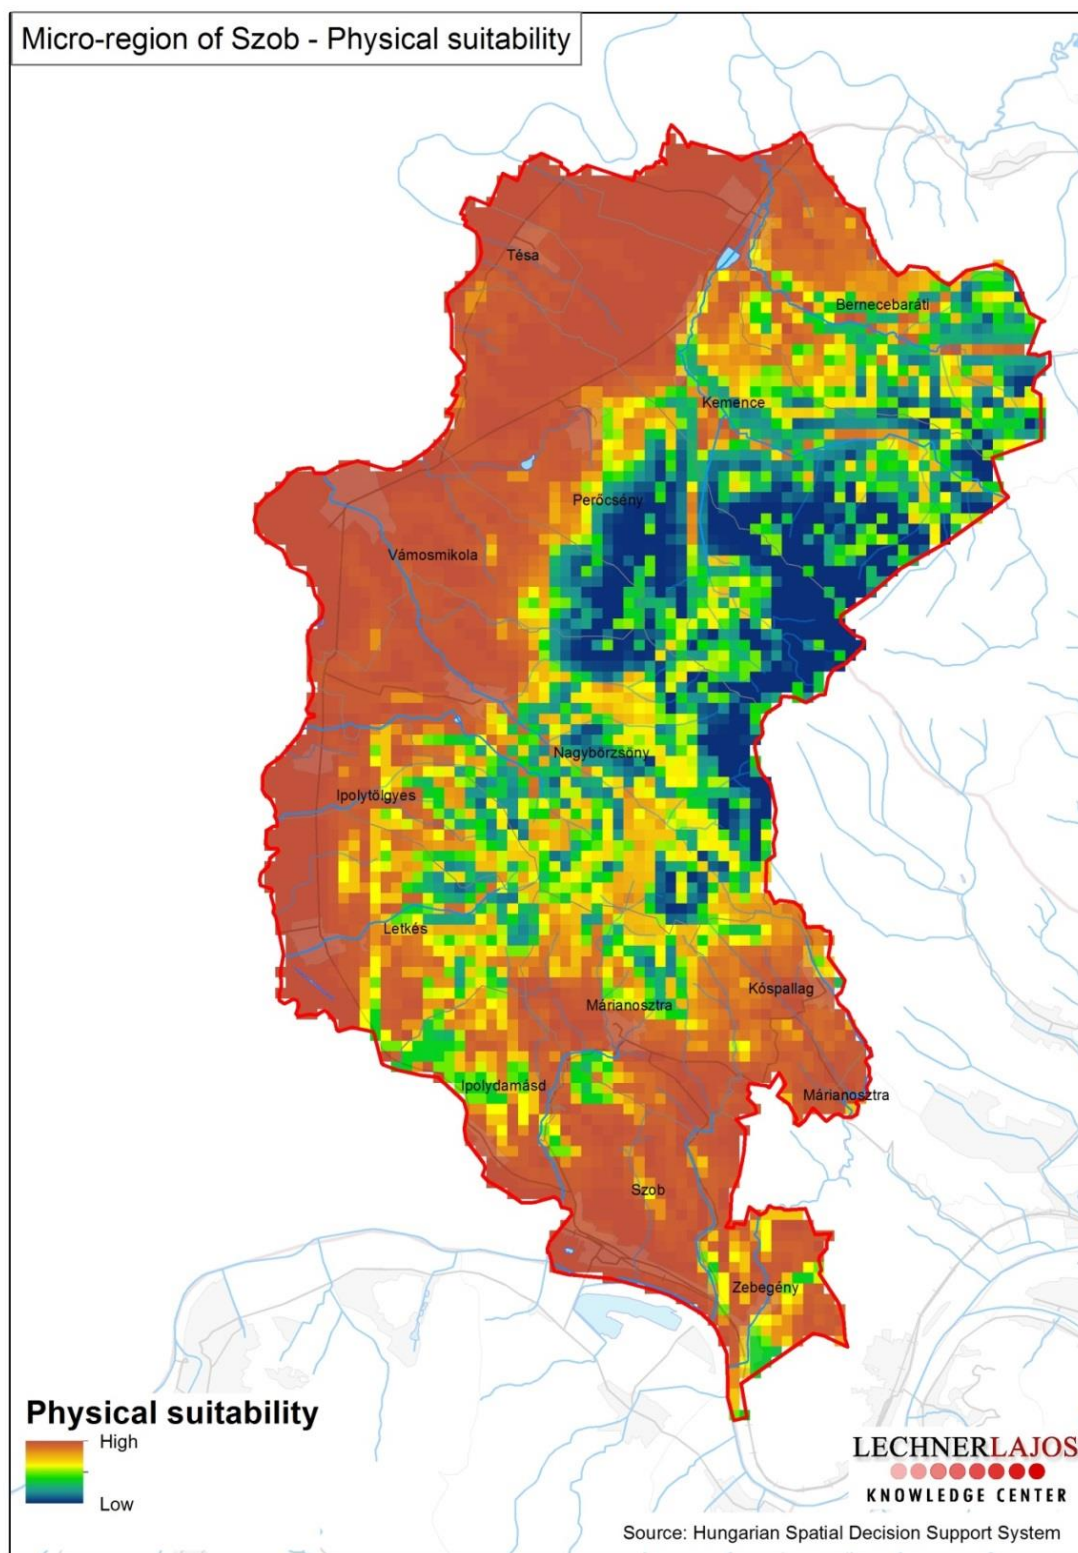 Micro-region of Szob - Physical suitability
Tésa
Bernecebaráti
Kemence
Perőcsény
Vámosmikola
Nagybörzsöny
Ipolytölgyes
Letkés
Kóspallag
Márianosztra
Ipolydamásd
Márianosztra
Szob
Zebegény
Physical suitability
High
Low
LECHNERLAJOS
KNOWLEDGE CENTER
Source: Hungarian Spatial Decision Support System